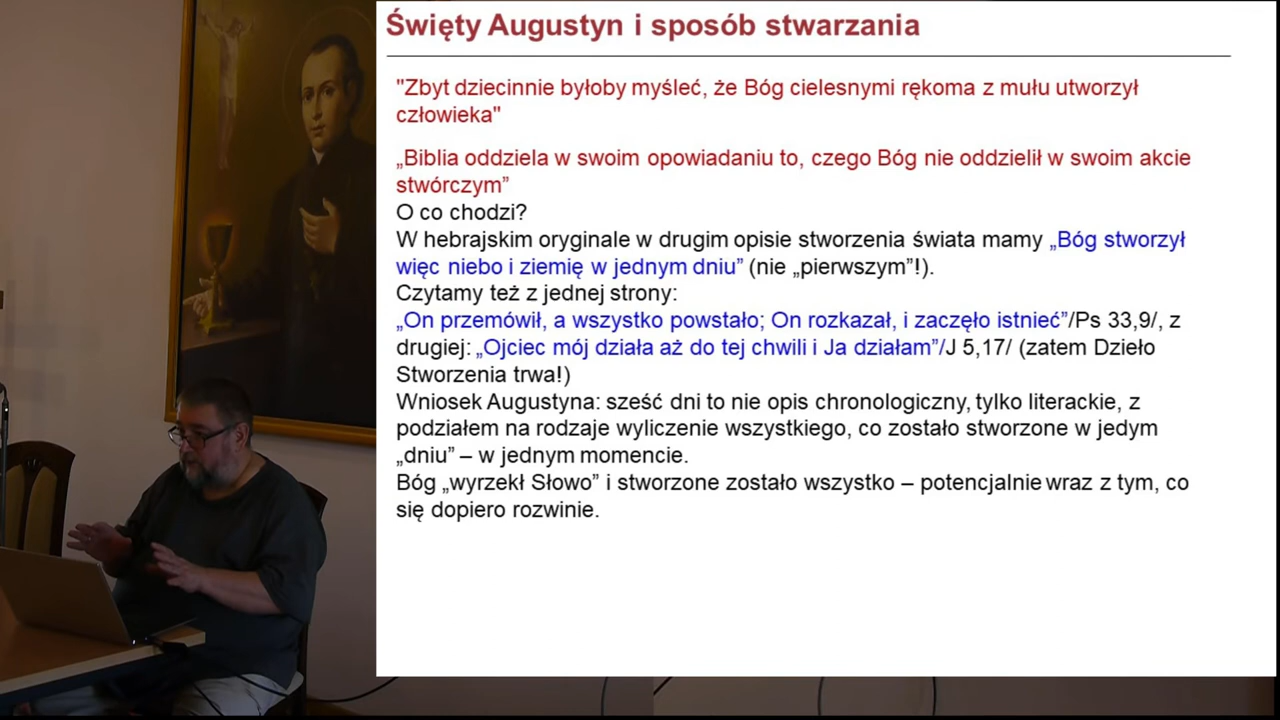 Święty Augustyn i sposób stwarzania
"Zbyt dziecinnie byłoby myśleć, że Bóg cielesnymi rękoma z mułu utworzył
człowieka"
„Biblia oddziela w swoim opowiadaniu to, czego Bóg nie oddzielił w swoim akcie
stwórczym”
O co chodzi?
W hebrajskim oryginale w drugim opisie stworzenia świata mamy „Bóg stworzył
więc niebo i ziemię w jednym dniu” (nie „pierwszym”!).
Czytamy też z jednej strony:
„On przemówił, a wszystko powstało; On rozkazał, i zaczęło istnieć”/Ps 33,9/, z
drugiej: „Ojciec mój działa aż do tej chwili i Ja działam”/J 5,17/ (zatem Dzieło
Stworzenia trwa!)
Wniosek Augustyna: sześć dni to nie opis chronologiczny, tylko literackie, z
podziałem na rodzaje wyliczenie wszystkiego, co zostało stworzone w jedym
„dniu” – w jednym momencie.
Bóg „wyrzekł Słowo” i stworzone zostało wszystko – potencjalnie wraz z tym, co
się dopiero rozwinie.